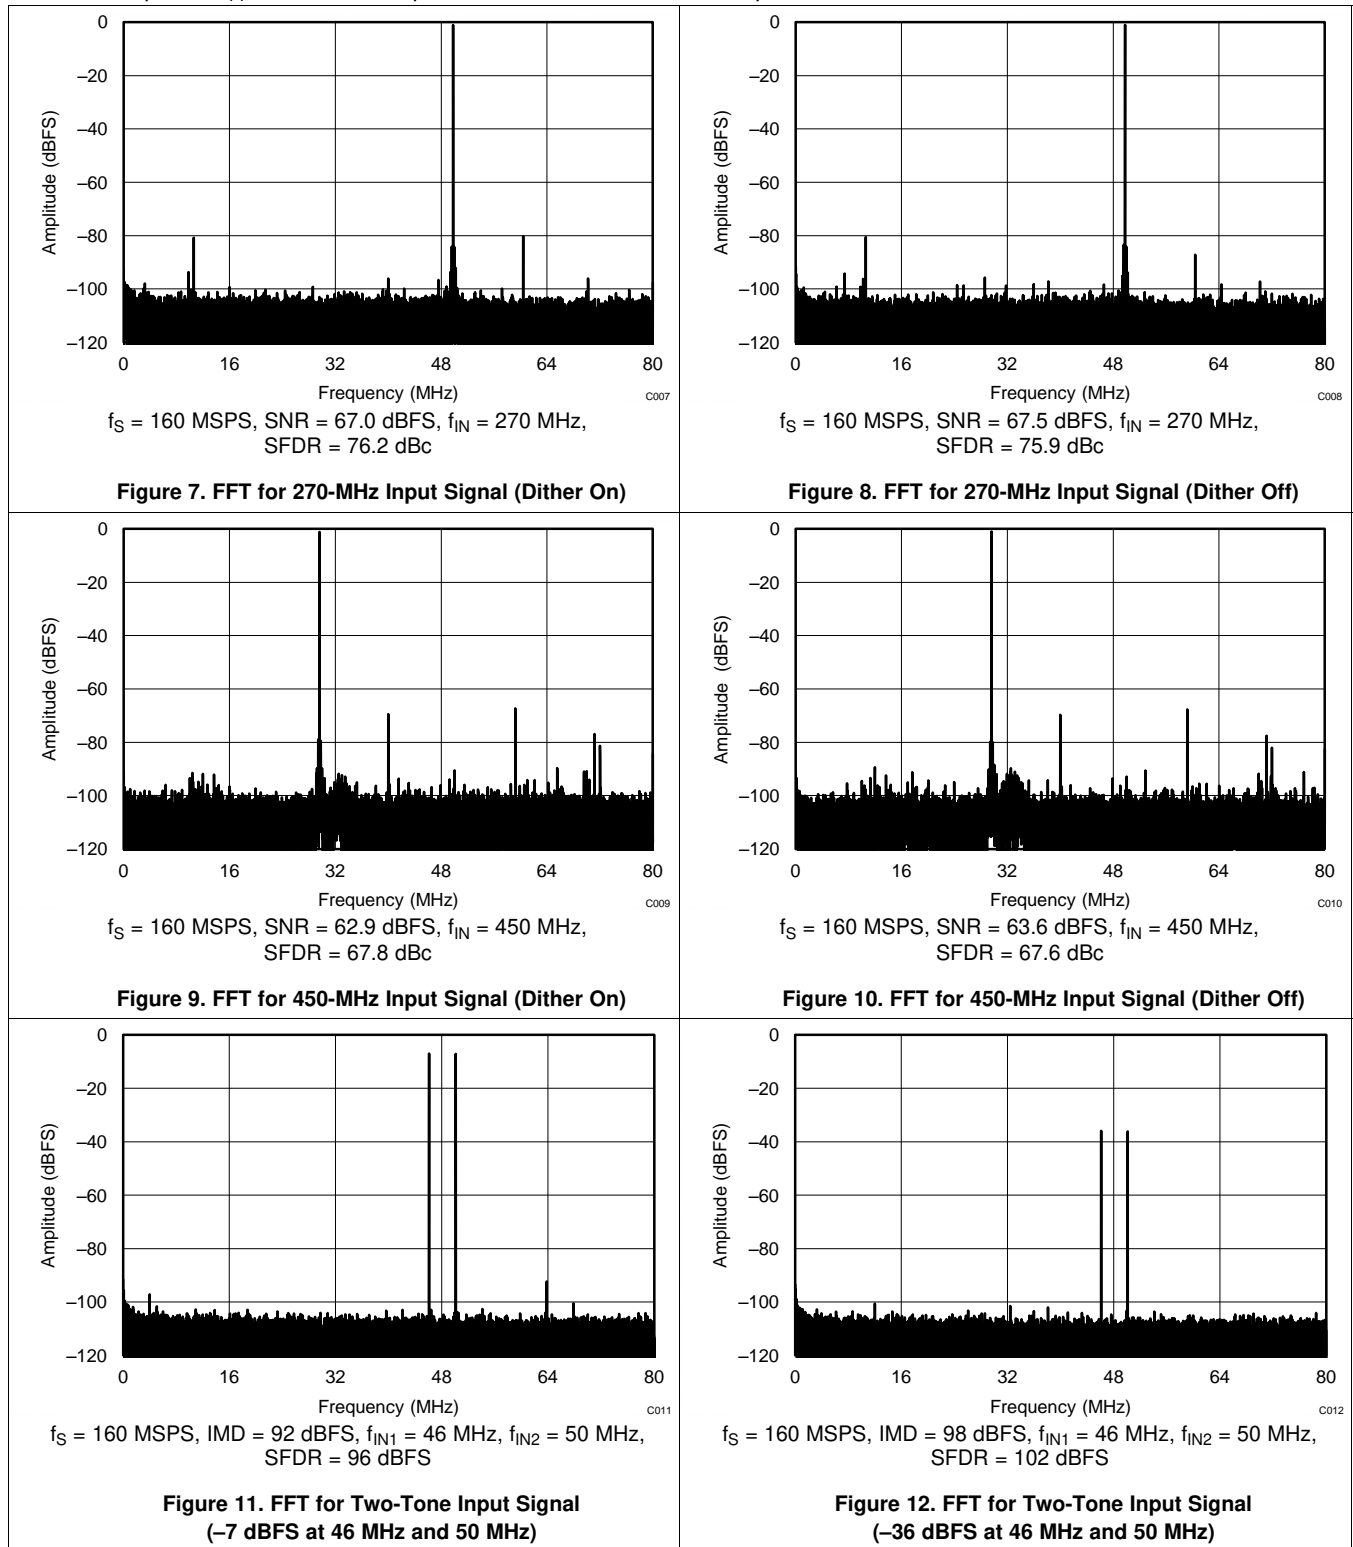 0
–20
–40
–60
–80
–100
–120
Amplitude (dBFS)
0 16 32 48 64 80
Frequency (MHz)
C007
fS = 160 MSPS, SNR = 67.0 dBFS, fIN = 270 MHz,
SFDR = 76.2 dBc
Figure 7. FFT for 270-MHz Input Signal (Dither On)
0
–20
–40
–60
–80
–100
–120
Amplitude (dBFS)
0 16 32 48 64 80
Frequency (MHz)
C008
fS = 160 MSPS, SNR = 67.5 dBFS, fIN = 270 MHz,
SFDR = 75.9 dBc
Figure 8. FFT for 270-MHz Input Signal (Dither Off)
0
–20
–40
–60
–80
–100
–120
Amplitude (dBFS)
0 16 32 48 64 80
Frequency (MHz)
C009
fS = 160 MSPS, SNR = 62.9 dBFS, fIN = 450 MHz,
SFDR = 67.8 dBc
Figure 9. FFT for 450-MHz Input Signal (Dither On)
0
–20
–40
–60
–80
–100
–120
Amplitude (dBFS)
0 16 32 48 64 80
Frequency (MHz)
C010
fS = 160 MSPS, SNR = 63.6 dBFS, fIN = 450 MHz,
SFDR = 67.6 dBc
Figure 10. FFT for 450-MHz Input Signal (Dither Off)
0
–20
–40
–60
–80
–100
–120
Amplitude (dBFS)
0 16 32 48 64 80
Frequency (MHz)
C011
fS = 160 MSPS, IMD = 92 dBFS, fIN1 = 46 MHz, fIN2 = 50 MHz,
SFDR = 96 dBFS
Figure 11. FFT for Two-Tone Input Signal
(–7 dBFS at 46 MHz and 50 MHz)
0
–20
–40
–60
–80
–100
–120
Amplitude (dBFS)
0 16 32 48 64 80
Frequency (MHz)
C012
fS = 160 MSPS, IMD = 98 dBFS, fIN1 = 46 MHz, fIN2 = 50 MHz,
SFDR = 102 dBFS
Figure 12. FFT for Two-Tone Input Signal
(–36 dBFS at 46 MHz and 50 MHz)